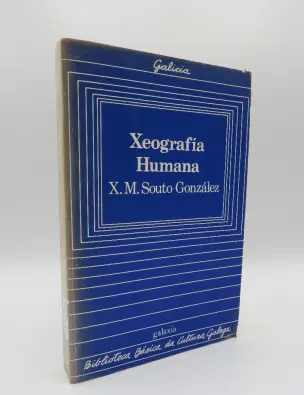 Galicia
Xeografía
Humana
X. M. Souto González
galaxia
Biblioteca Básica da Cultura Galega